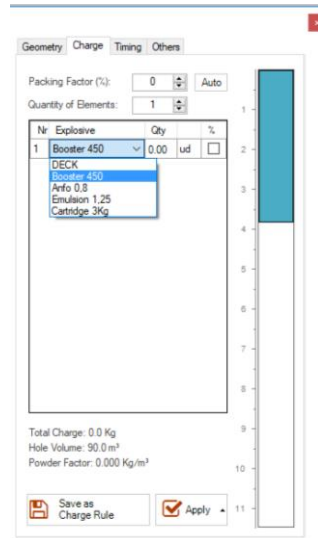 Geometry Charge Timing Others
Packing Factor (%): 0 Auto
Quantity of Elements: 1
Nr Explosive Qty %
1 Booster 450 0.00 ud
DECK
Booster 450
Anfo 0,8
Emulsion 1,25
Cartridge 3Kg
Total Charge: 0.0 Kg
Hole Volume: 90.0 m³
Powder Factor: 0.000 Kg/m³
Save as
Charge Rule
Apply
1
2
3
4
5
6
7
8
9
10
11